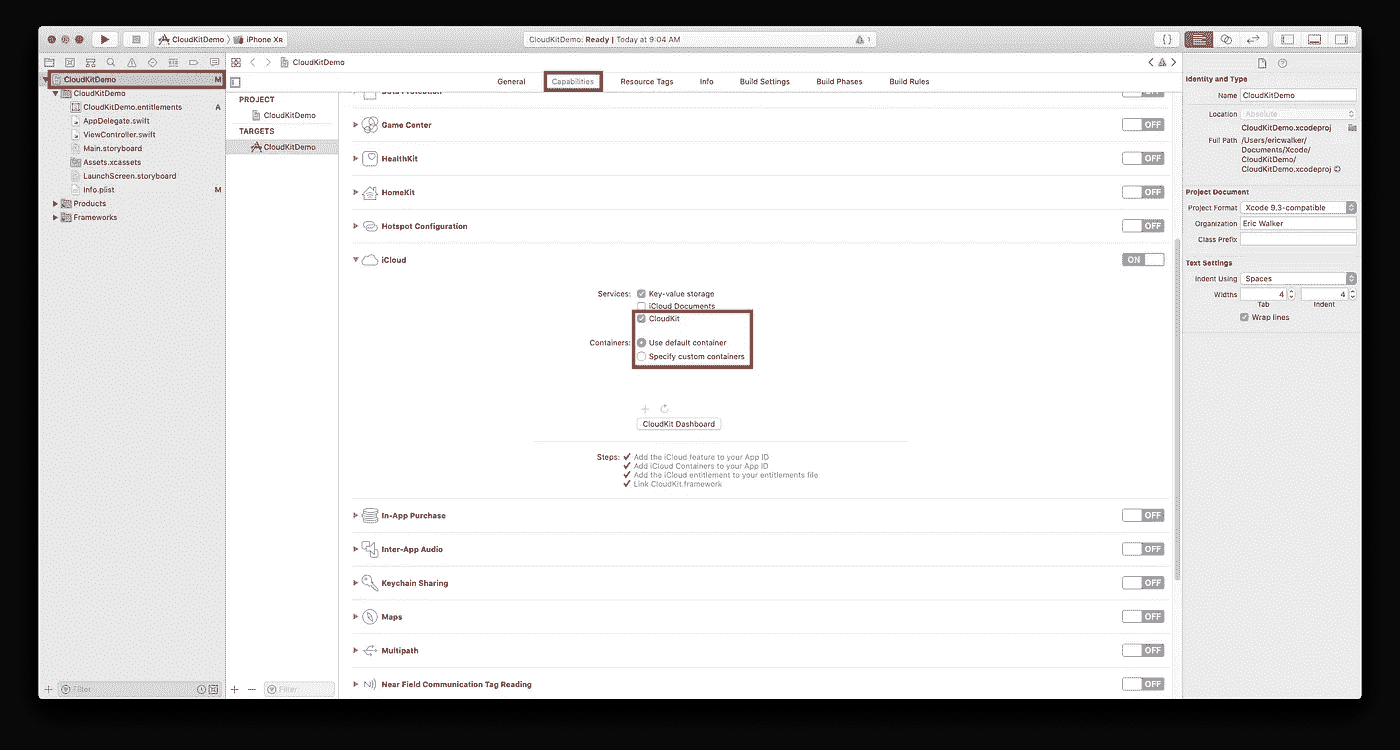 CloudKitDemo iPhone XR
CloudKitDemo: Ready | Today at 9:04 AM 1
CloudKitDemo
CloudKitDemo M
CloudKitDemo
CloudKitDemo.entitlements A
AppDelegate.swift
ViewController.swift
Main.storyboard
Assets.xcassets
LaunchScreen.storyboard
Info.plist M
Products
Frameworks
Filter
General Capabilities Resource Tags Info Build Settings Build Phases Build Rules
PROJECT
CloudKitDemo
TARGETS
CloudKitDemo
Filter
Data Protection OFF
Game Center OFF
HealthKit OFF
HomeKit OFF
Hotspot Configuration OFF
iCloud ON
Services: Key-value storage
iCloud Documents
CloudKit
Containers: Use default container
Specify custom containers
CloudKit Dashboard
Steps: Add the iCloud feature to your App ID
Add iCloud Containers to your App ID
Add the iCloud entitlement to your entitlements file
Link CloudKit.framework
In-App Purchase OFF
Inter-App Audio OFF
Keychain Sharing OFF
Maps OFF
Multipath OFF
Near Field Communication Tag Reading OFF
Identity and Type
Name CloudKitDemo
Location Absolute
CloudKitDemo.xcodeproj
Full Path /Users/ericwalker/
Documents/Xcode/
CloudKitDemo/
CloudKitDemo.xcodeproj
Project Document
Project Format Xcode 9.3-compatible
Organization Eric Walker
Class Prefix
Text Settings
Indent Using Spaces
Widths 4 4
Tab Indent
Wrap lines